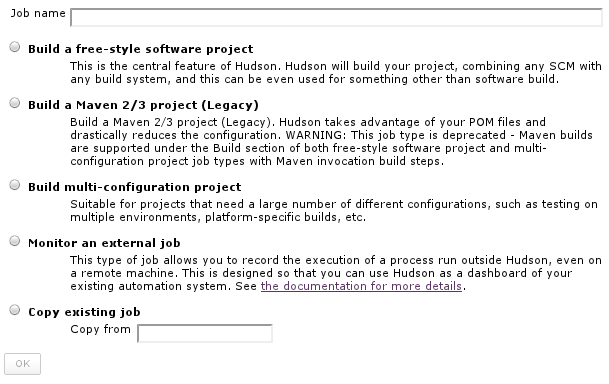 Job name
Build a free-style software project
This is the central feature of Hudson. Hudson will build your project, combining any SCM with
any build system, and this can be even used for something other than software build.
Build a Maven 2/3 project (Legacy)
Build a Maven 2/3 project (Legacy). Hudson takes advantage of your POM files and
drastically reduces the configuration. WARNING: This job type is deprecated - Maven builds
are supported under the Build section of both free-style software project and multi-
configuration project job types with Maven invocation build steps.
Build multi-configuration project
Suitable for projects that need a large number of different configurations, such as testing on
multiple environments, platform-specific builds, etc.
Monitor an external job
This type of job allows you to record the execution of a process run outside Hudson, even on
a remote machine. This is designed so that you can use Hudson as a dashboard of your
existing automation system. See the documentation for more details.
Copy existing job
Copy from
OK